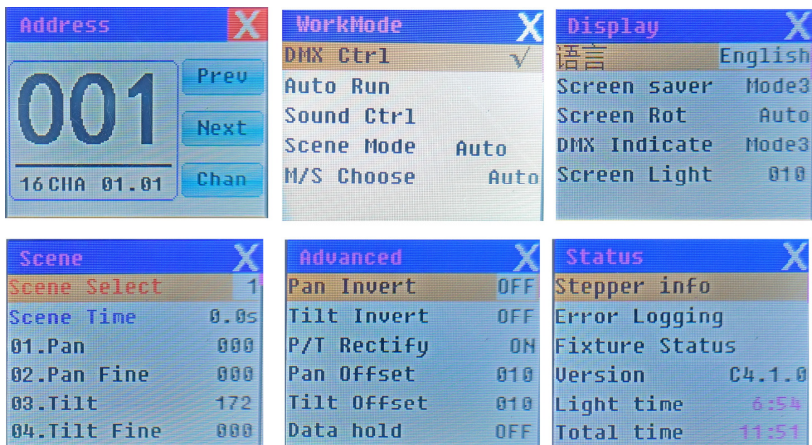 Address X
001
Prev
Next
16CHA 01.01
Chan
WorkMode X
DMX Ctrl √
Auto Run
Sound Ctrl
Scene Mode Auto
M/S Choose Auto
Display X
语言 English
Screen saver Mode3
Screen Rot Auto
DMX Indicate Mode3
Screen Light 010
Scene X
Scene Select 1
Scene Time 0.0s
01.Pan 000
02.Pan Fine 000
03.Tilt 172
04.Tilt Fine 000
Advanced X
Pan Invert OFF
Tilt Invert OFF
P/T Rectify ON
Pan Offset 010
Tilt Offset 010
Data hold OFF
Status X
Stepper info
Error Logging
Fixture Status
Version C4.1.0
Light time 6:54
Total time 11:51